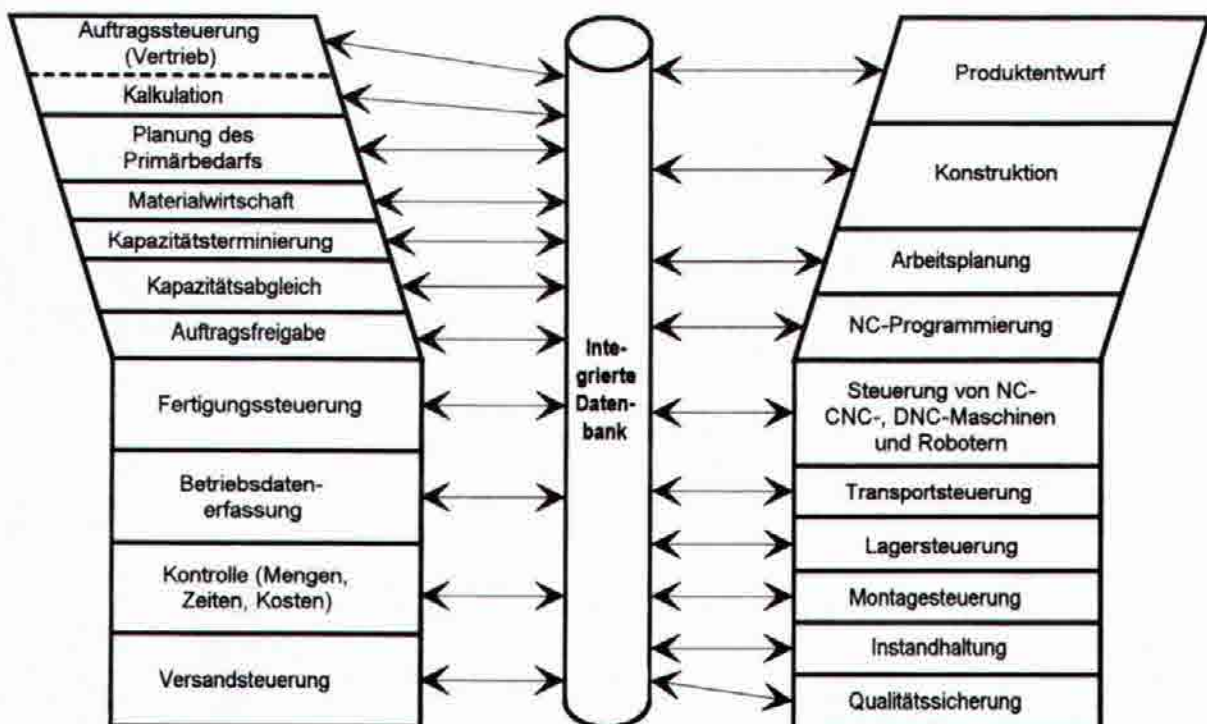 Auftragssteuerung
(Vertrieb)
Kalkulation
Planung des
Primärbedarfs
Materialwirtschaft
Kapazitätsterminierung
Kapazitätsabgleich
Auftragsfreigabe
Fertigungssteuerung
Betriebsdaten-
erfassung
Kontrolle (Mengen,
Zeiten, Kosten)
Versandsteuerung
Inte-
grierte
Daten-
bank
Produktentwurf
Konstruktion
Arbeitsplanung
NC-Programmierung
Steuerung von NC-
CNC-, DNC-Maschinen
und Robotern
Transportsteuerung
Lagersteuerung
Montagesteuerung
Instandhaltung
Qualitätssicherung